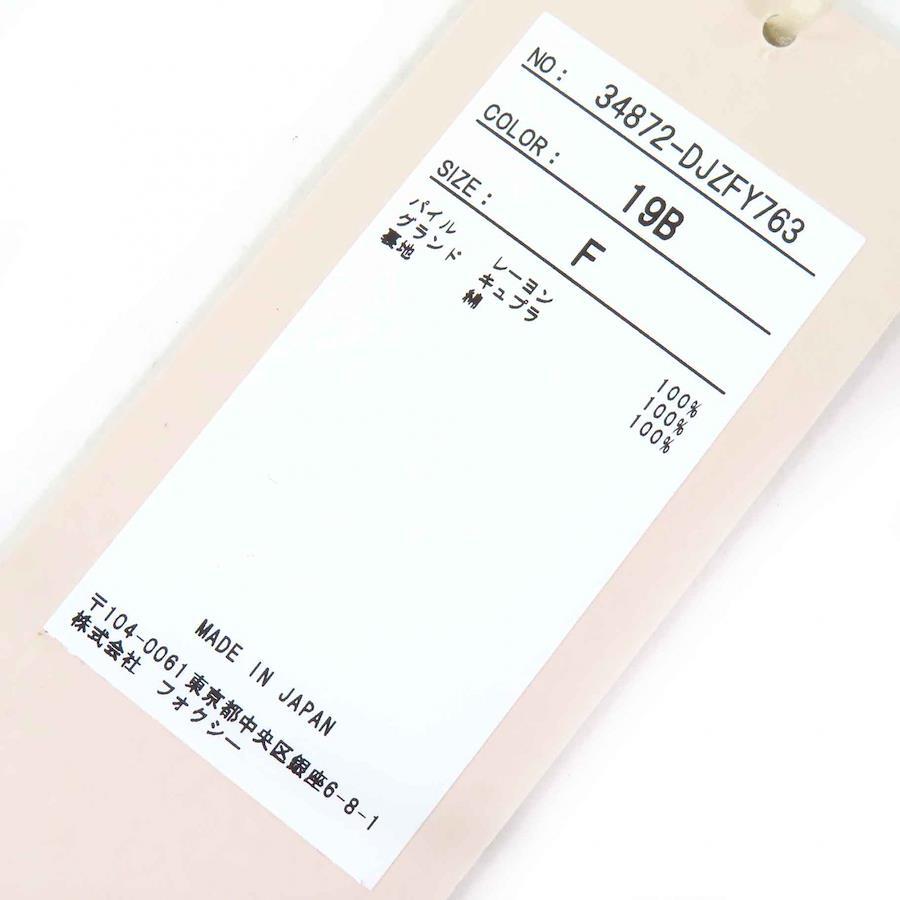 NO: 34872-DJZFY763
COLOR: 19B
SIZE: F
パイル レーヨン 100%
グランド キュプラ 100%
裏地 絹 100%
MADE IN JAPAN
〒104-0061東京都中央区銀座6-8-1
株式会社 フォクシー